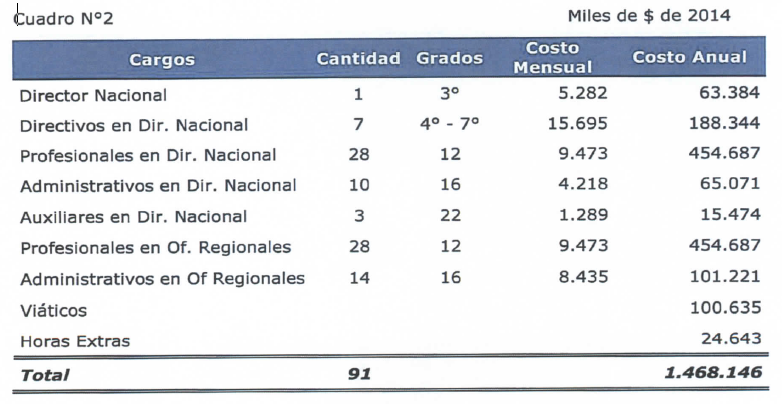 Cuadro N°2 Miles de $ de 2014
Cargos Cantidad Grados Costo Mensual Costo Anual
Director Nacional 1 3° 5.282 63.384
Directivos en Dir. Nacional 7 4° - 7° 15.695 188.344
Profesionales en Dir. Nacional 28 12 9.473 454.687
Administrativos en Dir. Nacional 10 16 4.218 65.071
Auxiliares en Dir. Nacional 3 22 1.289 15.474
Profesionales en Of. Regionales 28 12 9.473 454.687
Administrativos en Of Regionales 14 16 8.435 101.221
Viáticos 100.635
Horas Extras 24.643
Total 91 1.468.146